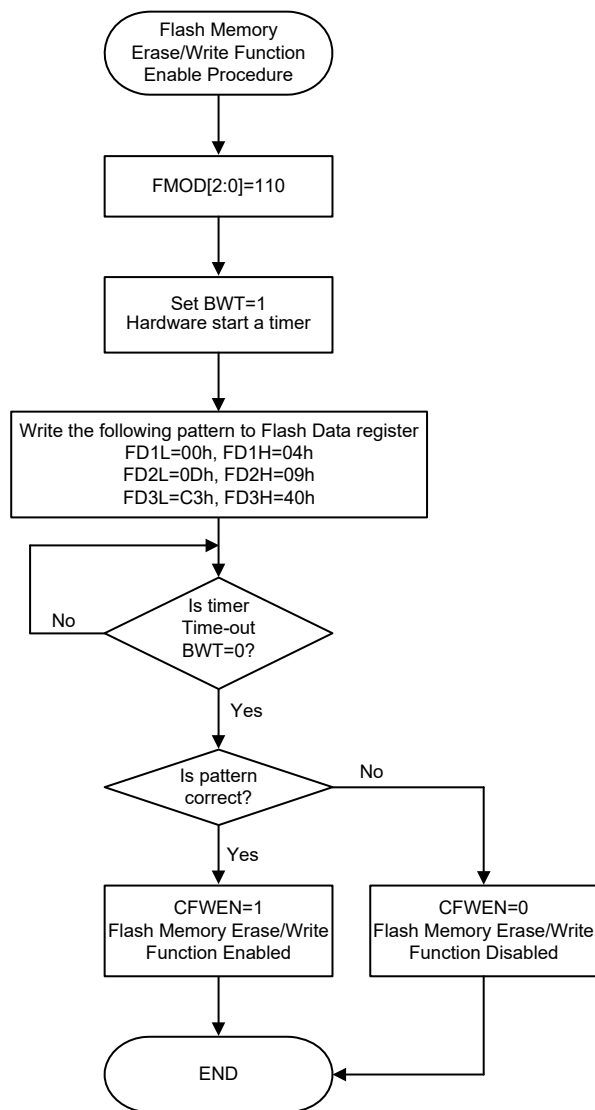 Flash Memory
Erase/Write Function
Enable Procedure
FMOD[2:0]=110
Set BWT=1
Hardware start a timer
Write the following pattern to Flash Data register
FD1L=00h, FD1H=04h
FD2L=0Dh, FD2H=09h
FD3L=C3h, FD3H=40h
Is timer
Time-out
BWT=0?
No
Yes
Is pattern
correct?
No
Yes
CFWEN=1
Flash Memory Erase/Write
Function Enabled
CFWEN=0
Flash Memory Erase/Write
Function Disabled
END